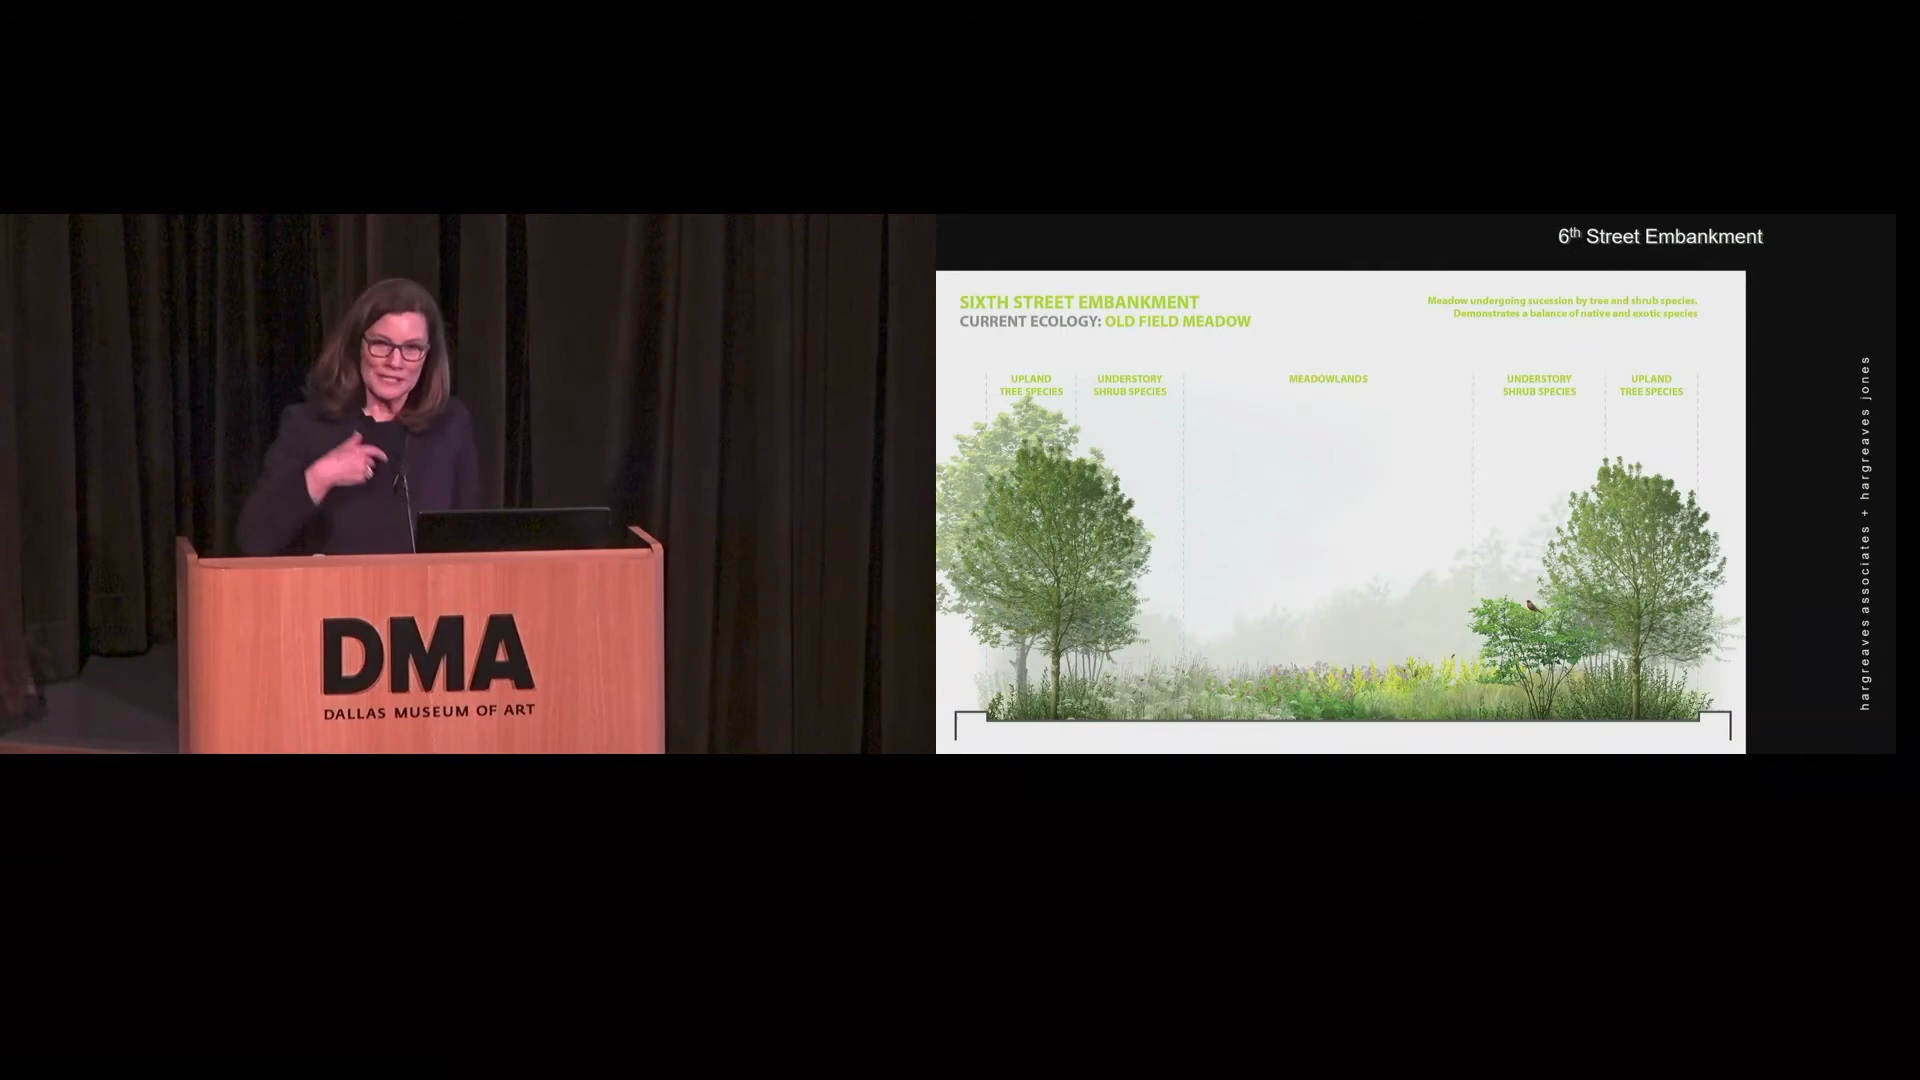 DMA
DALLAS MUSEUM OF ART
6th Street Embankment
SIXTH STREET EMBANKMENT
CURRENT ECOLOGY: OLD FIELD MEADOW
Meadow undergoing sucession by tree and shrub species.
Demonstrates a balance of native and exotic species
UPLAND
TREE SPECIES
UNDERSTORY
SHRUB SPECIES
MEADOWLANDS
UNDERSTORY
SHRUB SPECIES
UPLAND
TREE SPECIES
hargreaves associates + hargreaves jones